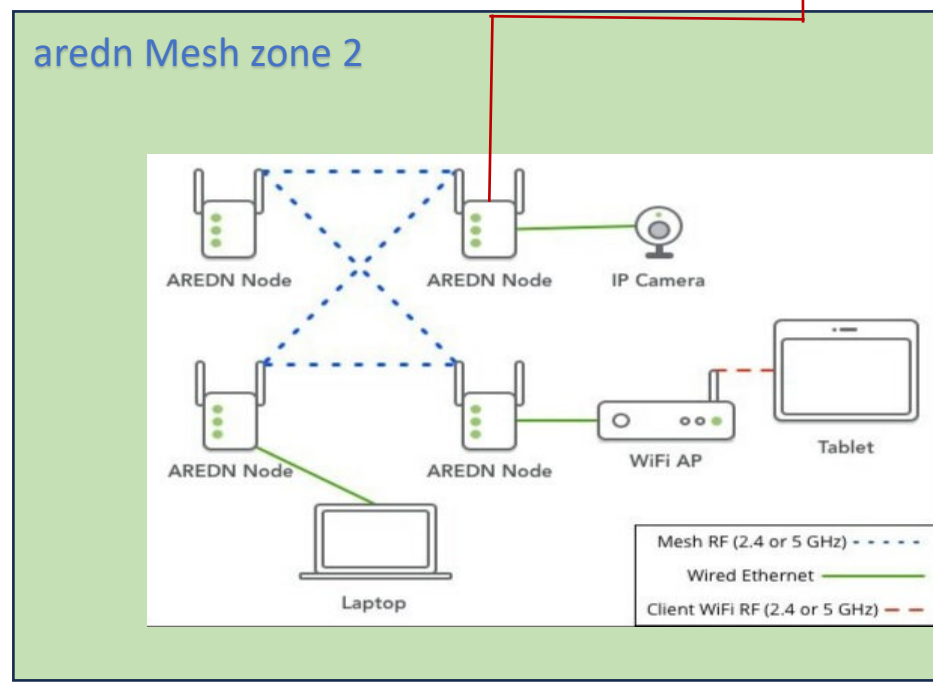 aredn Mesh zone 2
AREDN Node
AREDN Node
IP Camera
AREDN Node
AREDN Node
WiFi AP
Tablet
Laptop
Mesh RF (2.4 or 5 GHz)
Wired Ethernet
Client WiFi RF (2.4 or 5 GHz)